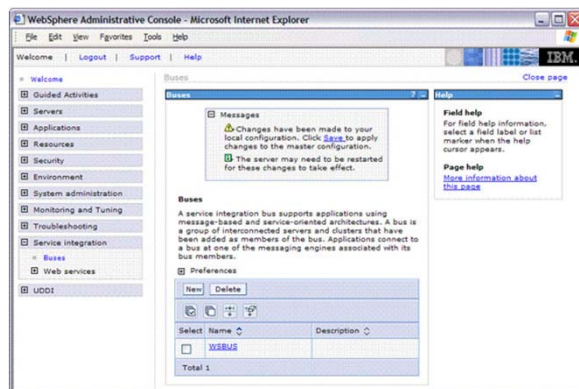 WebSphere Administrative Console - Microsoft Internet Explorer
File Edit View Favorites Tools Help
Welcome | Logout | Support | Help
IBM.
Welcome
Guided Activities
Servers
Applications
Resources
Security
Environment
System administration
Monitoring and Tuning
Troubleshooting
Service integration
Buses
Web services
UDDI
Buses
Close page
Buses ? _
Messages
Changes have been made to your
local configuration. Click Save to apply
changes to the master configuration.
The server may need to be restarted
for these changes to take effect.
Buses
A service integration bus supports applications using
message-based and service-oriented architectures. A bus is
a group of interconnected servers and clusters that have
been added as members of the bus. Applications connect to
a bus at one of the messaging engines associated with its
bus members.
Preferences
New Delete
Select Name Description
WSBUS
Total 1
Help
Field help
For field help information,
select a field label or list
marker when the help
cursor appears.
Page help
More information about
this page